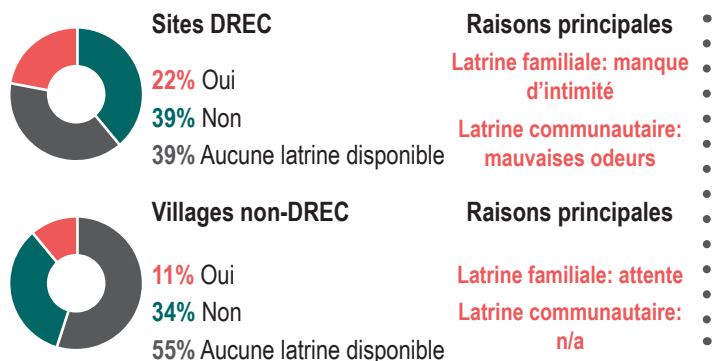 Sites DREC
22% Oui
39% Non
39% Aucune latrine disponible
Raisons principales
Latrine familiale: manque
d'intimité
Latrine communautaire:
mauvaises odeurs
Villages non-DREC
11% Oui
34% Non
55% Aucune latrine disponible
Raisons principales
Latrine familiale: attente
Latrine communautaire:
n/a